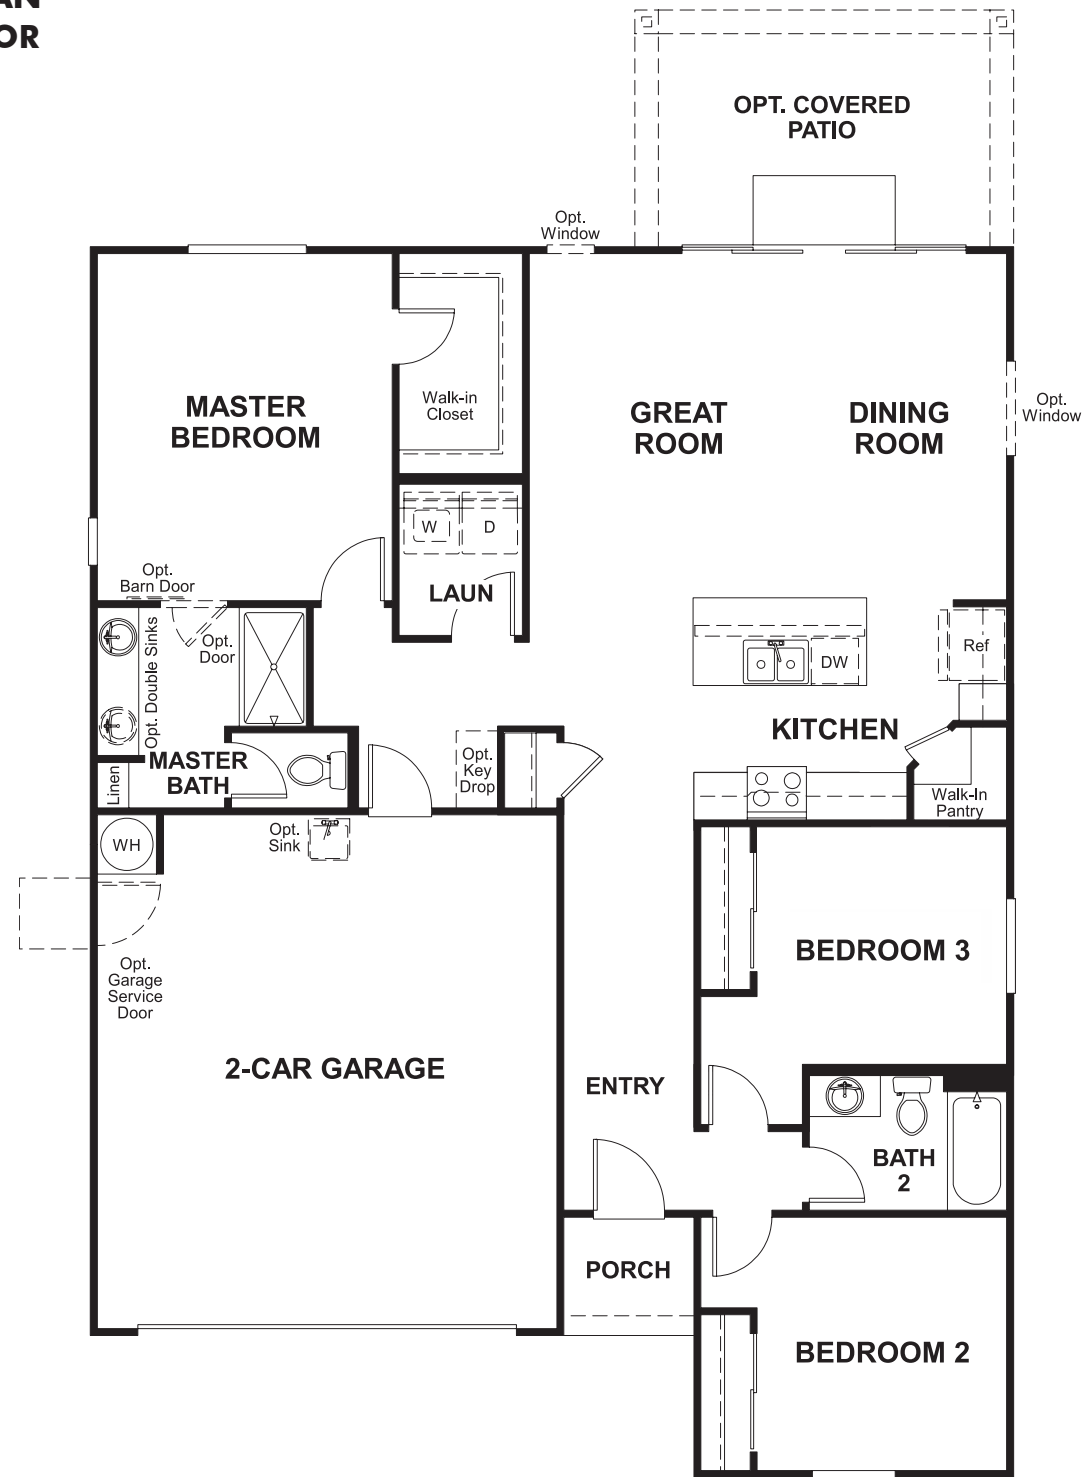 OR
OPT. COVERED
PATIO
Opt.
Window
MASTER
BEDROOM
Walk-in
Closet
GREAT
ROOM
DINING
ROOM
Opt.
Window
W
D
LAUN
Opt.
Barn Door
Opt.
Door
Opt. Double Sinks
DW
Ref
KITCHEN
MASTER
BATH
Linen
Opt.
Key
Drop
Walk-In
Pantry
WH
Opt.
Sink
Opt.
Garage
Service
Door
BEDROOM 3
2-CAR GARAGE
ENTRY
BATH
2
PORCH
BEDROOM 2